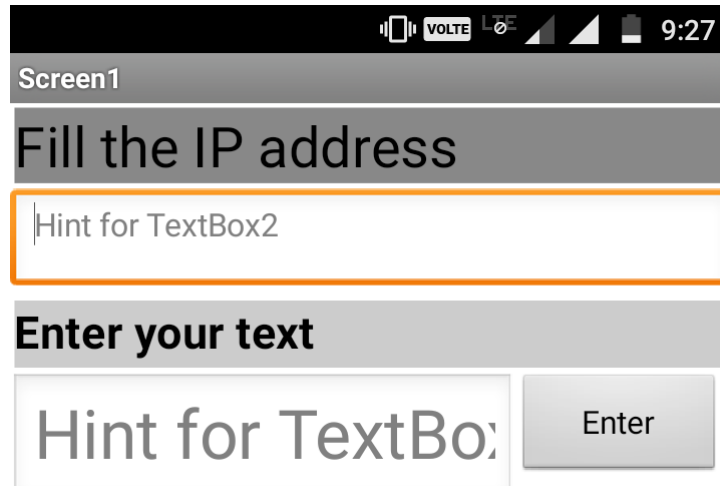 VOLTE LTE 9:27
Screen1
Fill the IP address
Hint for TextBox2
Enter your text
Hint for TextBo
Enter